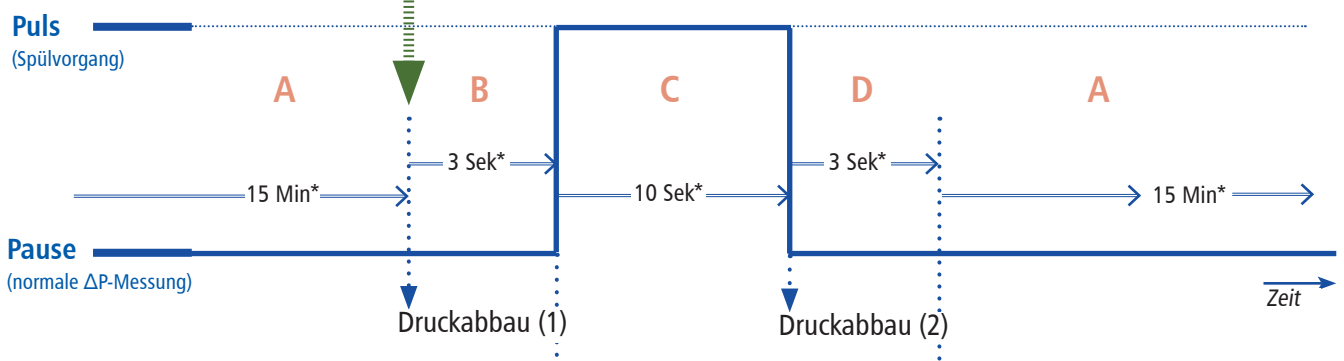 Puls
(Spülvorgang)
A
B
C
D
A
3 Sek*
3 Sek*
15 Min*
10 Sek*
15 Min*
Pause
(normale ΔP-Messung)
Zeit
Druckabbau (1)
Druckabbau (2)